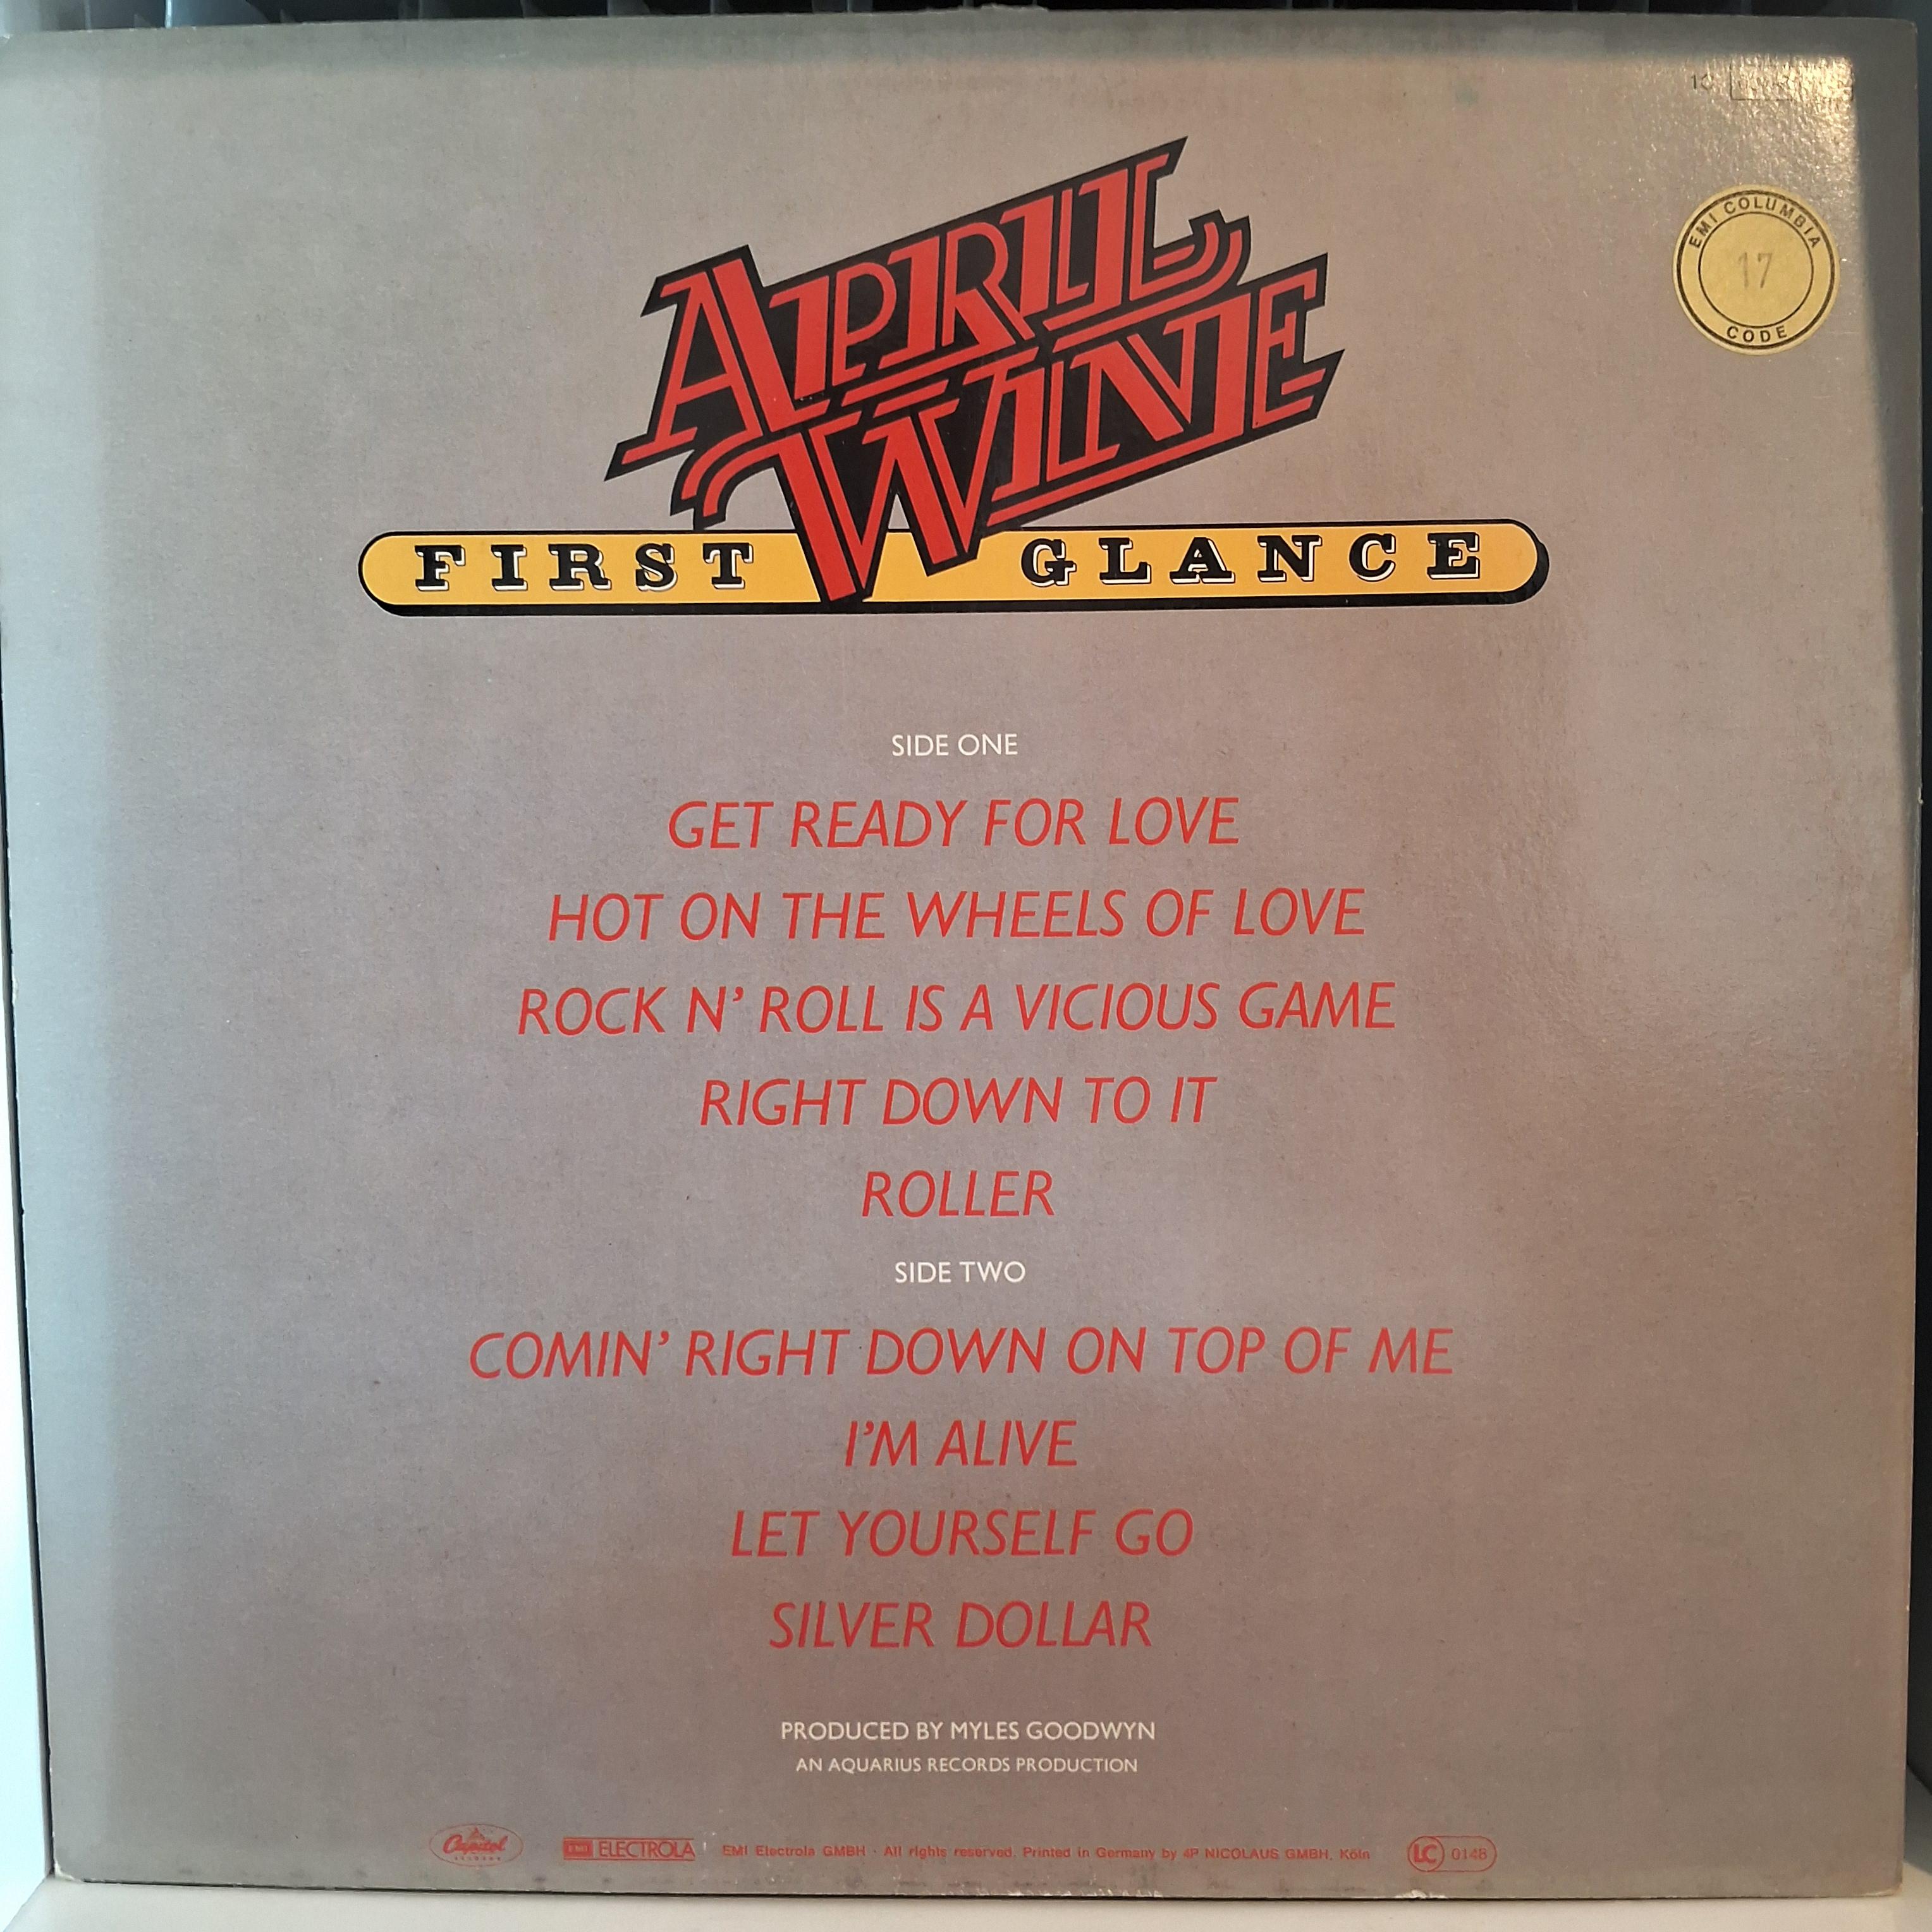 APRIL
WINE
FIRST GLANCE
EMI COLUMBIA
17
CODE
SIDE ONE
GET READY FOR LOVE
HOT ON THE WHEELS OF LOVE
ROCK N’ ROLL IS A VICIOUS GAME
RIGHT DOWN TO IT
ROLLER
SIDE TWO
COMIN’ RIGHT DOWN ON TOP OF ME
I’M ALIVE
LET YOURSELF GO
SILVER DOLLAR
PRODUCED BY MYLES GOODWYN
AN AQUARIUS RECORDS PRODUCTION
Capitol
RECORDS
EMI ELECTROLA
EMI Electrola GMBH · All rights reserved. Printed in Germany by 4P NICOLAUS GMBH, Köln
LC 0148